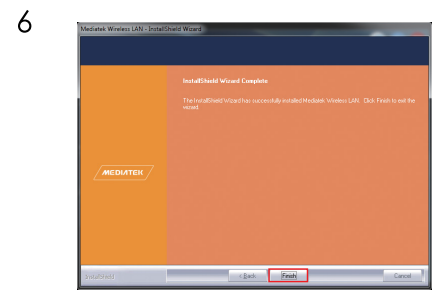 6
Mediatek Wireless LAN - InstallShield Wizard
InstallShield Wizard Complete
The InstallShield Wizard has successfully installed Mediatek Wireless LAN. Click Finish to exit the
wizard.
MEDIATEK
InstallShield
< Back
Finish
Cancel